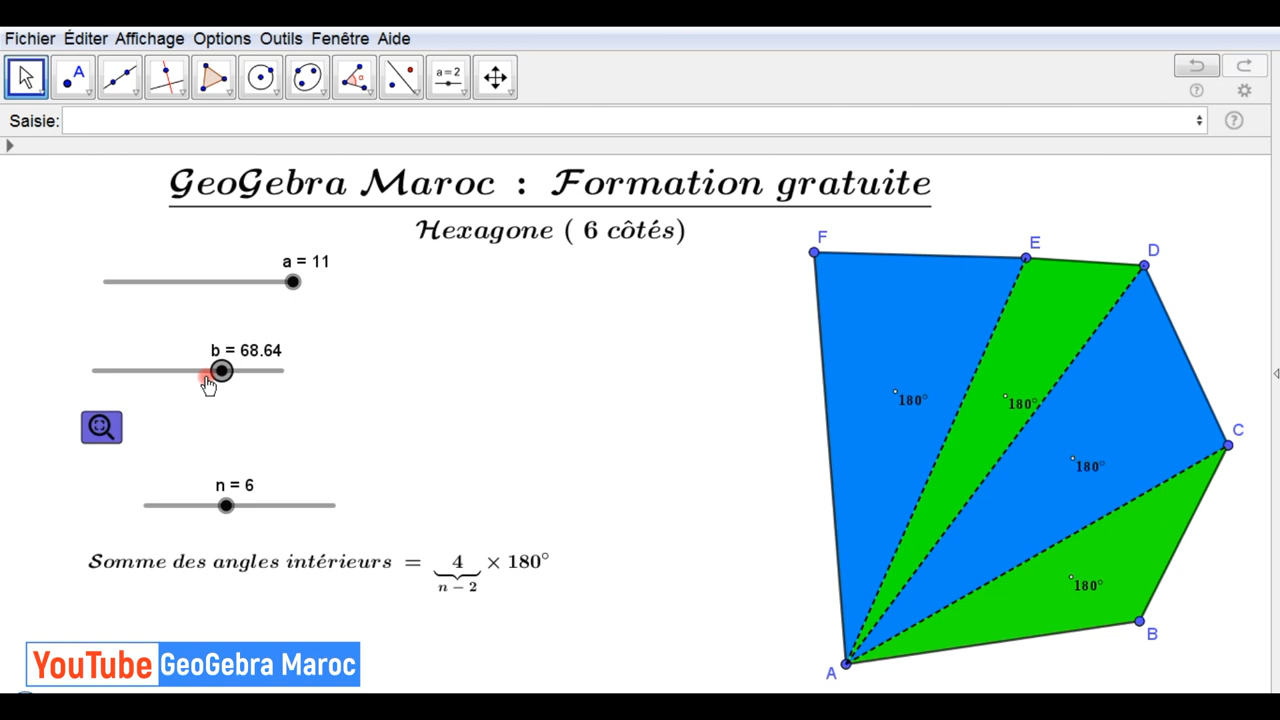 Fichier Éditer Affichage Options Outils Fenêtre Aide
A
a=2
Saisie:
GeoGebra Maroc : Formation gratuite
Hexagone ( 6 côtés)
a = 11
b = 68.64
n = 6
Somme des angles intérieurs = 4 × 180°
n − 2
F
E
D
180°
180°
C
180°
180°
B
A
YouTube GeoGebra Maroc